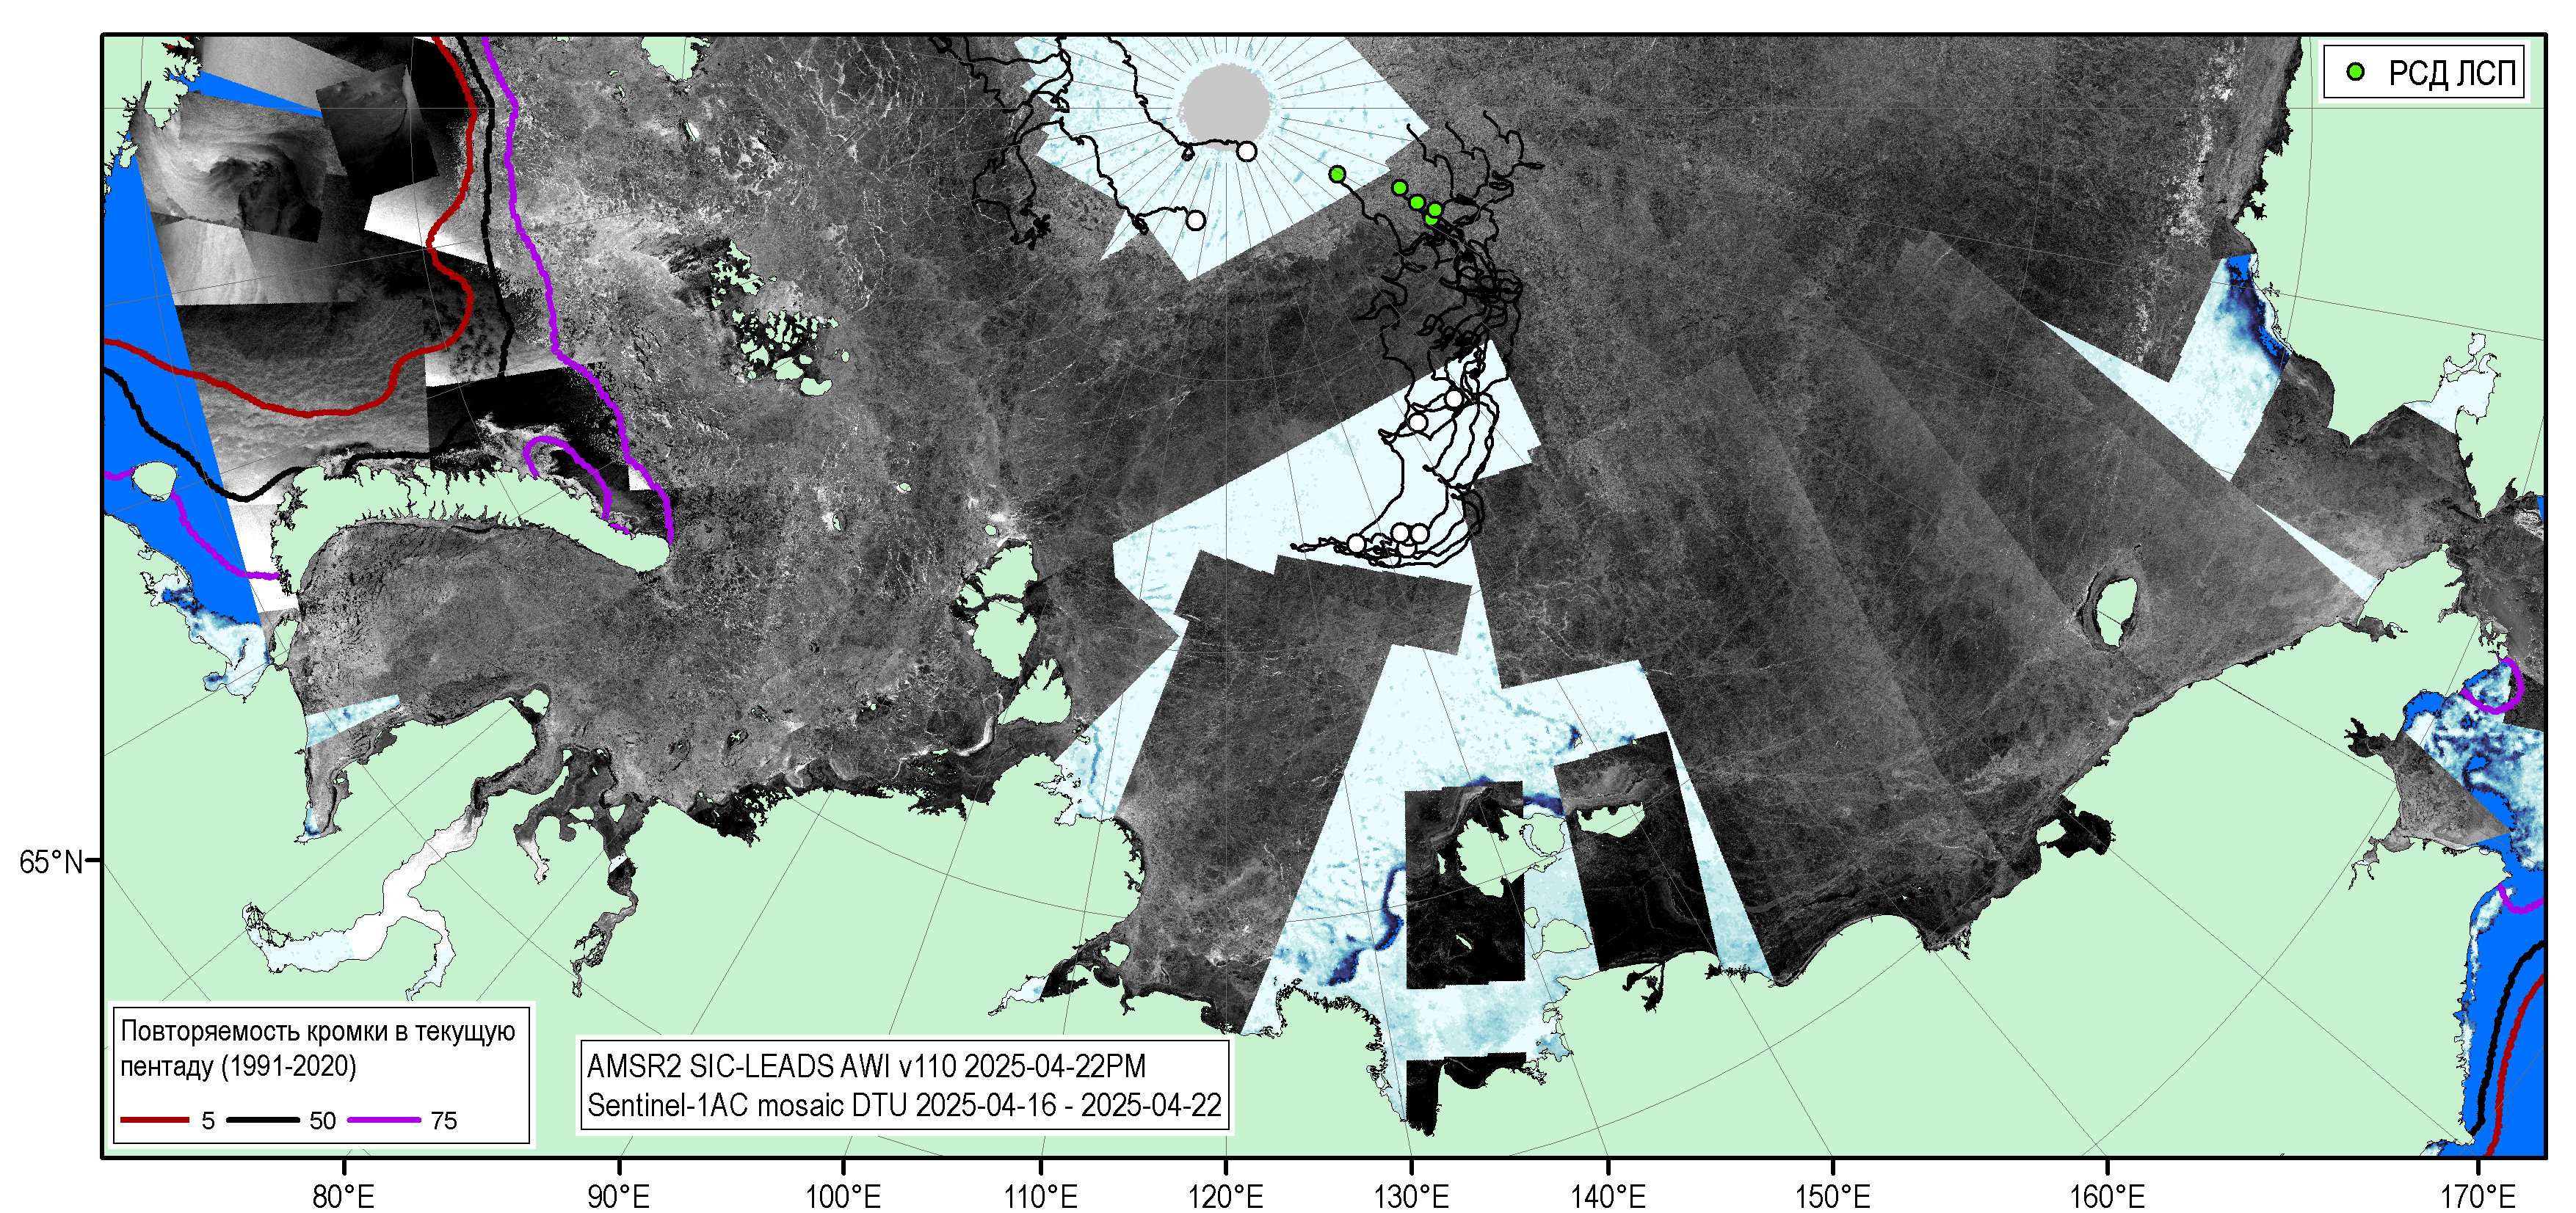 РСД ЛСП
65°N
Повторяемость кромки в текущую
пентаду (1991-2020)
5 50 75
AMSR2 SIC-LEADS AWI v110 2025-04-22PM
Sentinel-1AC mosaic DTU 2025-04-16 - 2025-04-22
80°E 90°E 100°E 110°E 120°E 130°E 140°E 150°E 160°E 170°E